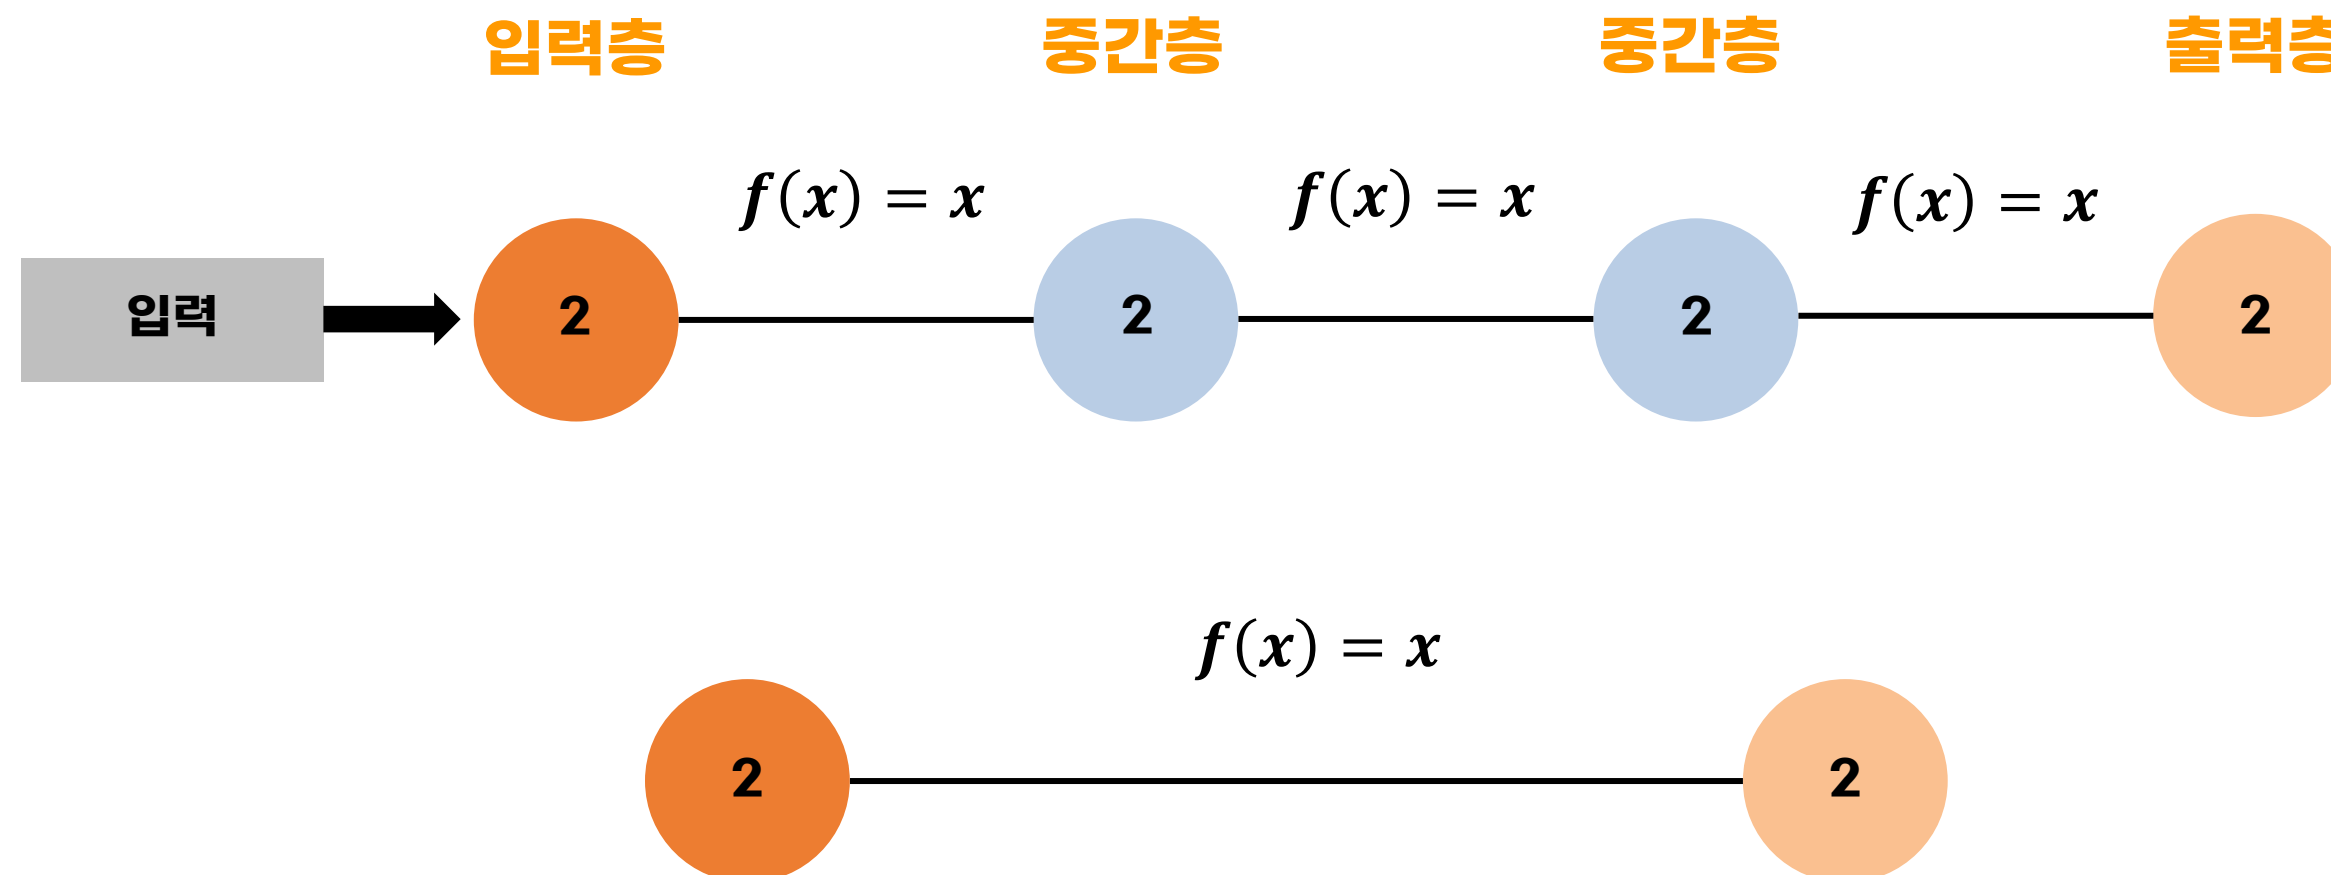 입력층 중간층 중간층 출력층
f(x) = x f(x) = x f(x) = x
입력 2 2 2 2
f(x) = x
2 2